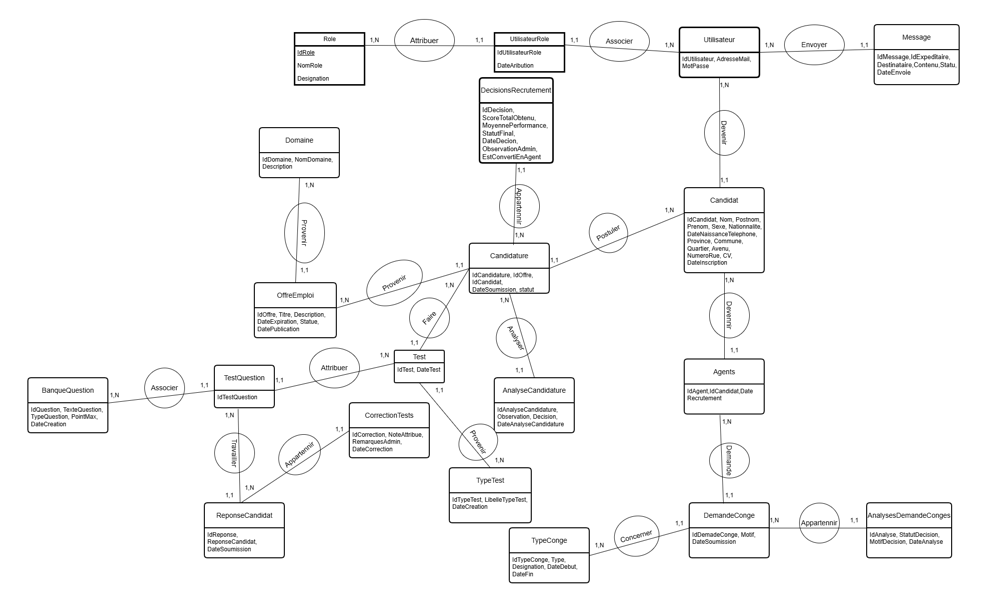 Role
IdRole
NomRole
Designation
1,N
Attribuer
1,1
UtilisateurRole
IdUtilisateurRole
DateAribution
1,1
Associer
1,N
Utilisateur
IdUtilisateur, AdresseMail,
MotPasse
1,N
Envoyer
1,1
Message
IdMessage,IdExpeditaire,
Destinataire,Contenu,Statu,
DateEnvoie
DecisionsRecrutement
IdDecision,
ScoreTotalObtenu,
MoyennePerformance,
StatutFInal,
DateDecion,
ObservationAdmin,
EstConvertiEnAgent
1,N
Devenir
1,1
Domaine
IdDomaine, NomDomaine,
Description
1,N
Provenir
1,1
1,1
Appartennir
1,N
Candidat
IdCandidat, Nom, Postnom,
Prenom, Sexe, Nationnalite,
DateNaissanceTelephone,
Province, Commune,
Quartier, Avenu,
NumeroRue, CV,
DateInscription
1,N
Postuler
1,1
Candidature
IdCandidature, IdOffre,
IdCandidat,
DateSoumission, statut
1,1
Provenir
1,N
OffreEmploi
IdOffre, Titre, Description,
DateExpiration, Statue,
DatePublication
1,N
Faire
1,1
1,N
Analyser
1,1
1,N
Devennir
1,1
Test
IdTest, DateTest
1,N
Attribuer
1,1
TestQuestion
IdTestQuestion
1,1
Associer
1,N
BanqueQuestion
IdQuestion, TexteQuestion,
TypeQuestion, PointMax,
DateCreation
AnalyseCandidature
IdAnalyseCandidature,
Observation, Decision,
DateAnalyseCandidature
Agents
IdAgent,IdCandidat,Date
Recrutement
CorrectionTests
IdCorrection, NoteAttribue,
RemarquesAdmin,
DateCorrection
1,1
Appartennir
1,N
1,N
Travailler
1,1
1,1
Provenir
1,N
TypeTest
IdTypeTest, LibelleTypeTest,
DateCreation
1,N
Demande
1,1
ReponseCandidat
IdReponse,
ReponseCandidat,
DateSoumission
DemandeConge
IdDemadeConge, Motif,
DateSoumission
1,N
Appartennir
1,1
AnalysesDemandeConges
IdAnalyse, StatutDecision,
MotifDecision, DateAnalyse
1,1
Concerner
1,N
TypeConge
IdTypeConge, Type,
Designation, DateDebut,
DateFin